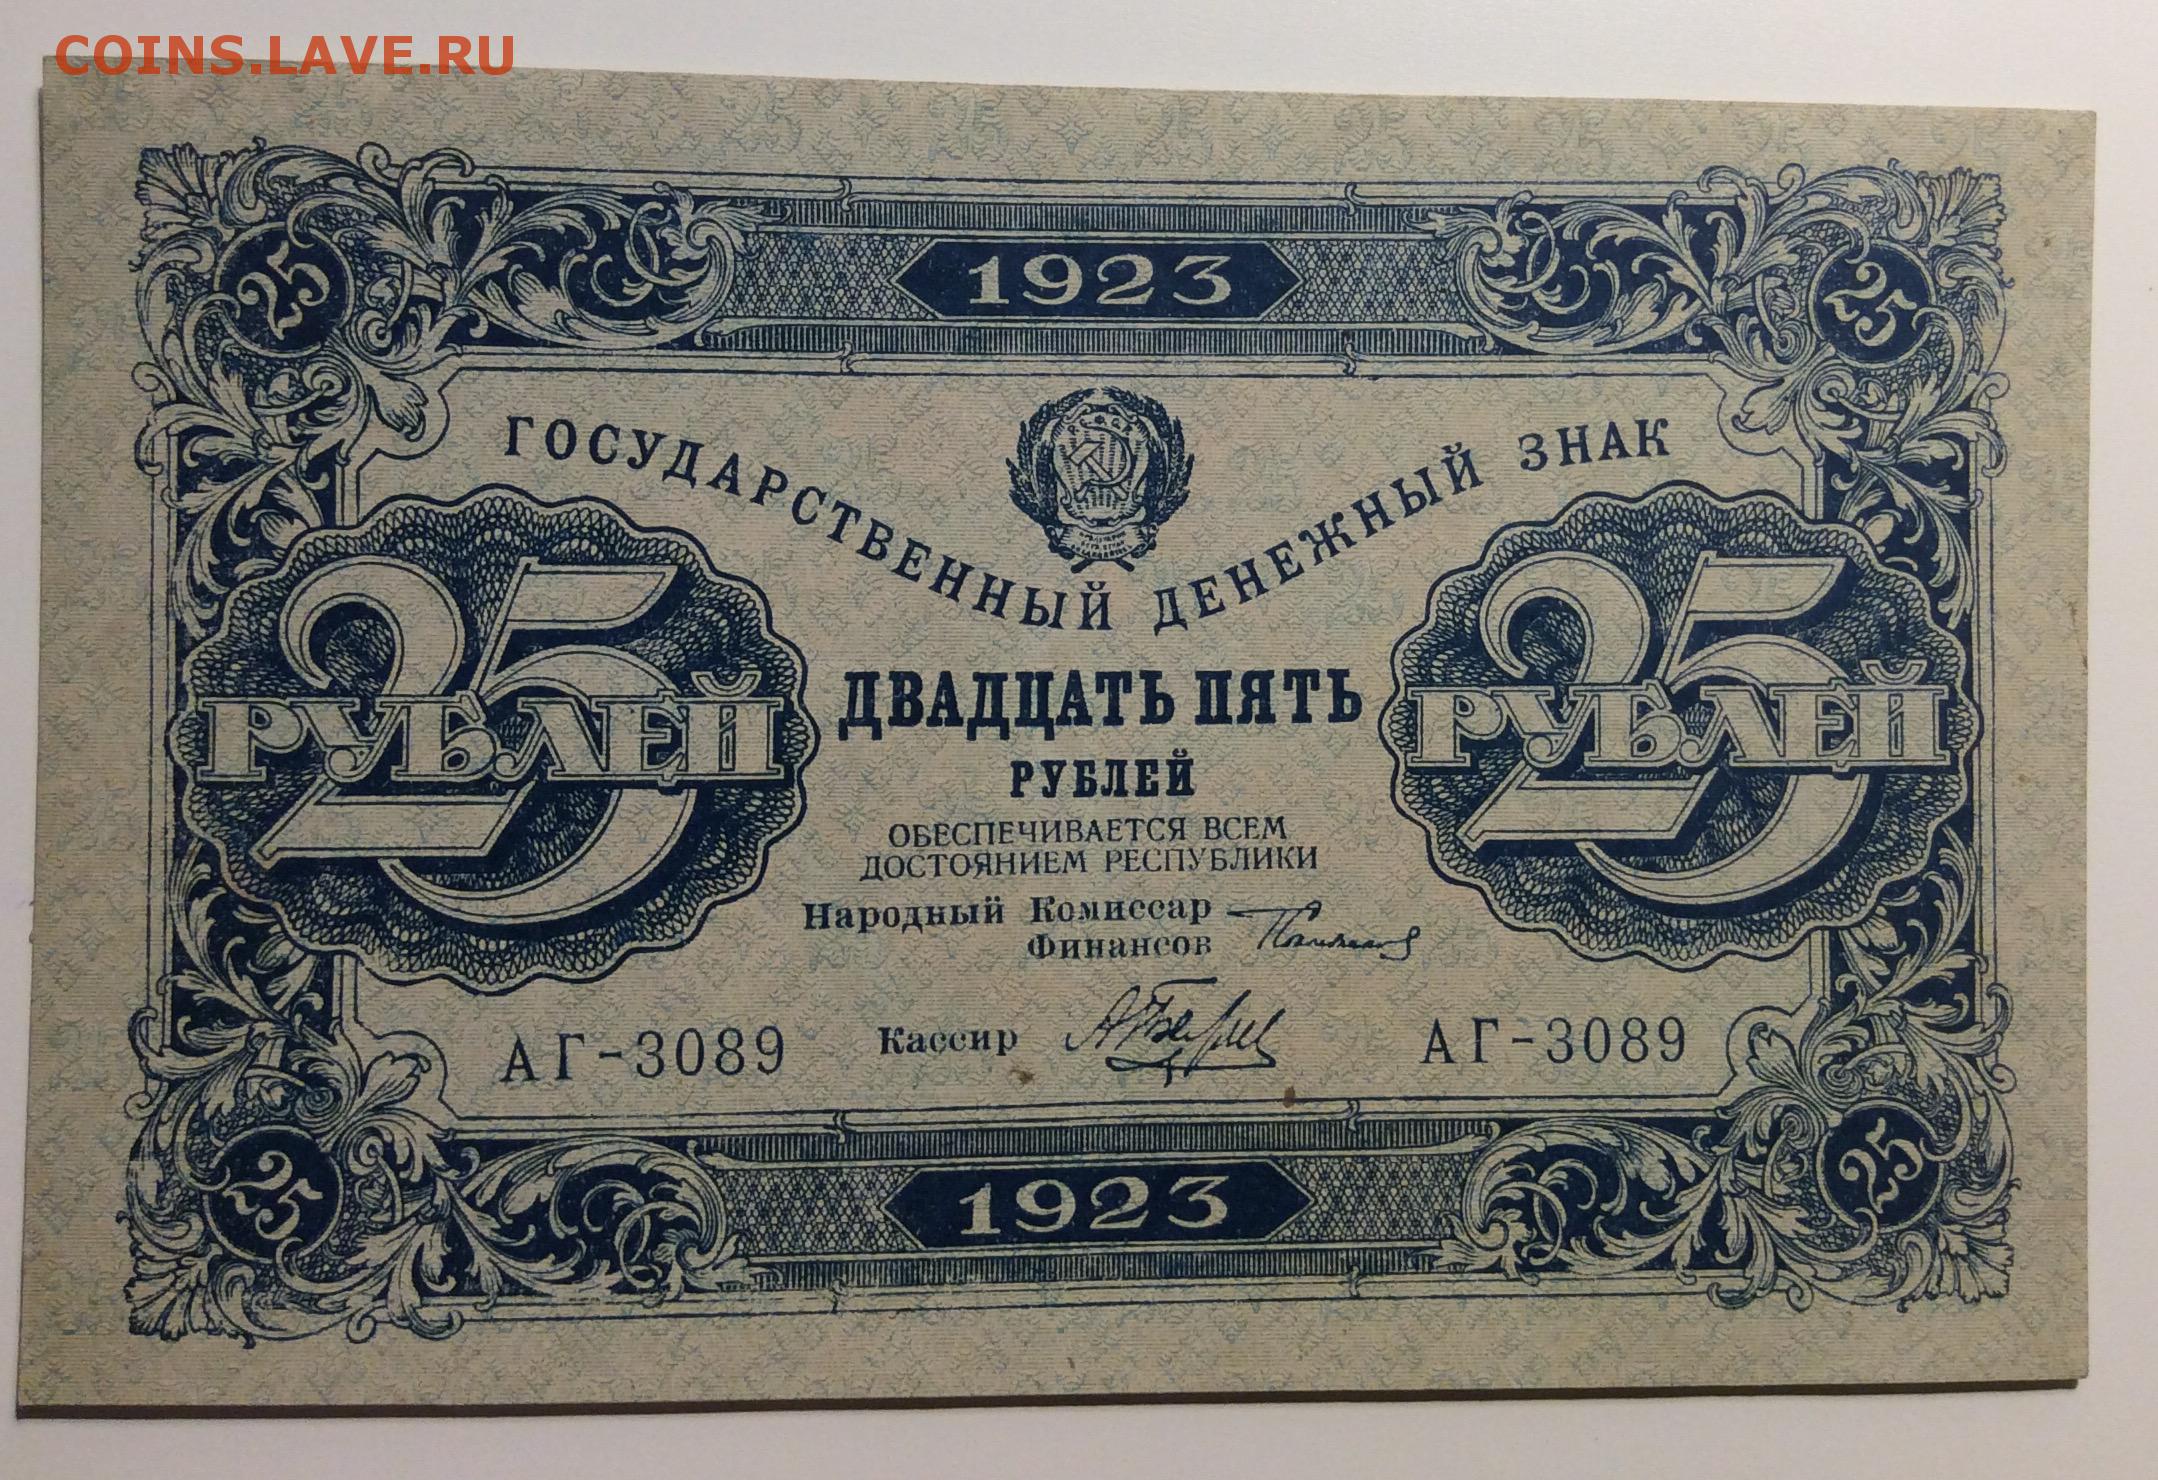 COINS.LAVE.RU
25 1923 25
ГОСУДАРСТВЕННЫЙ ДЕНЕЖНЫЙ ЗНАК
25 РУБЛЕЙ
ДВАДЦАТЬ ПЯТЬ
РУБЛЕЙ
25 РУБЛЕЙ
ОБЕСПЕЧИВАЕТСЯ ВСЕМ
ДОСТОЯНИЕМ РЕСПУБЛИКИ
Народный Комиссар
Финансов
АГ-3089 Кассир АГ-3089
25 1923 25